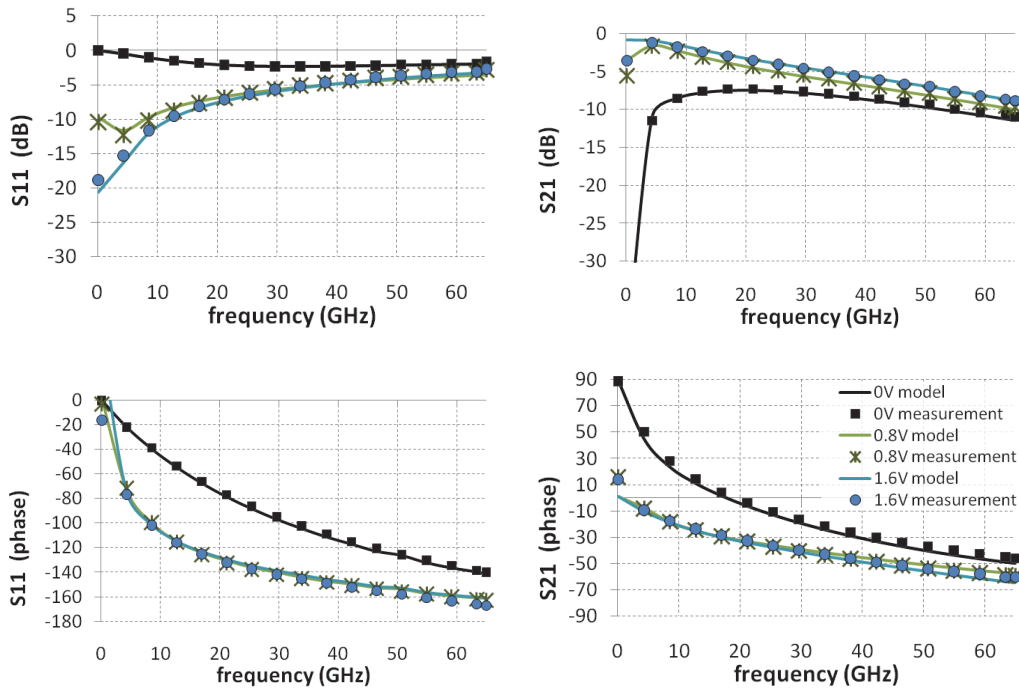 5
0
-5
-10
-15
-20
-25
-30
S11 (dB)
0 10 20 30 40 50 60
frequency (GHz)
0
-5
-10
-15
-20
-25
-30
S21 (dB)
0 10 20 30 40 50 60
frequency (GHz)
0
-20
-40
-60
-80
-100
-120
-140
-160
-180
S11 (phase)
0 10 20 30 40 50 60
frequency (GHz)
90
70
50
30
10
-10
-30
-50
-70
-90
S21 (phase)
0V model
0V measurement
0.8V model
0.8V measurement
1.6V model
1.6V measurement
0 10 20 30 40 50 60
frequency (GHz)